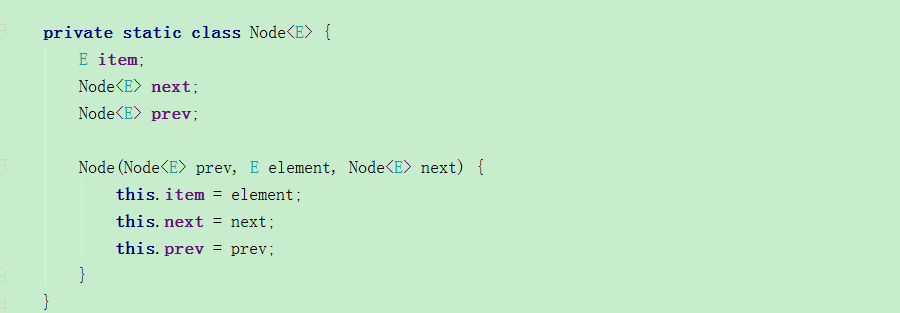 private static class Node<E> {
    E item;
    Node<E> next;
    Node<E> prev;

    Node(Node<E> prev, E element, Node<E> next) {
        this.item = element;
        this.next = next;
        this.prev = prev;
    }
}